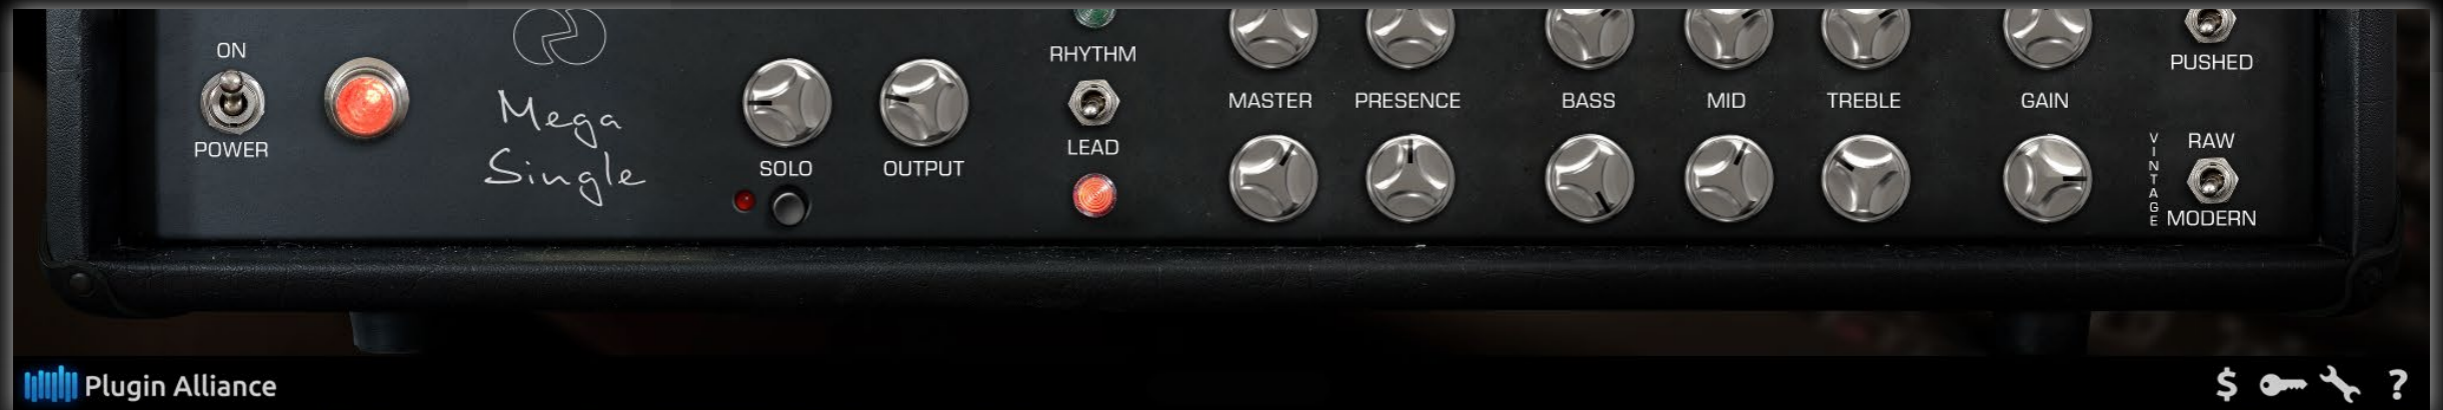 ON
POWER
Mega
Single
SOLO
OUTPUT
RHYTHM
LEAD
MASTER
PRESENCE
BASS
MID
TREBLE
GAIN
PUSHED
VINTAGE
RAW
MODERN
Plugin Alliance
$
?